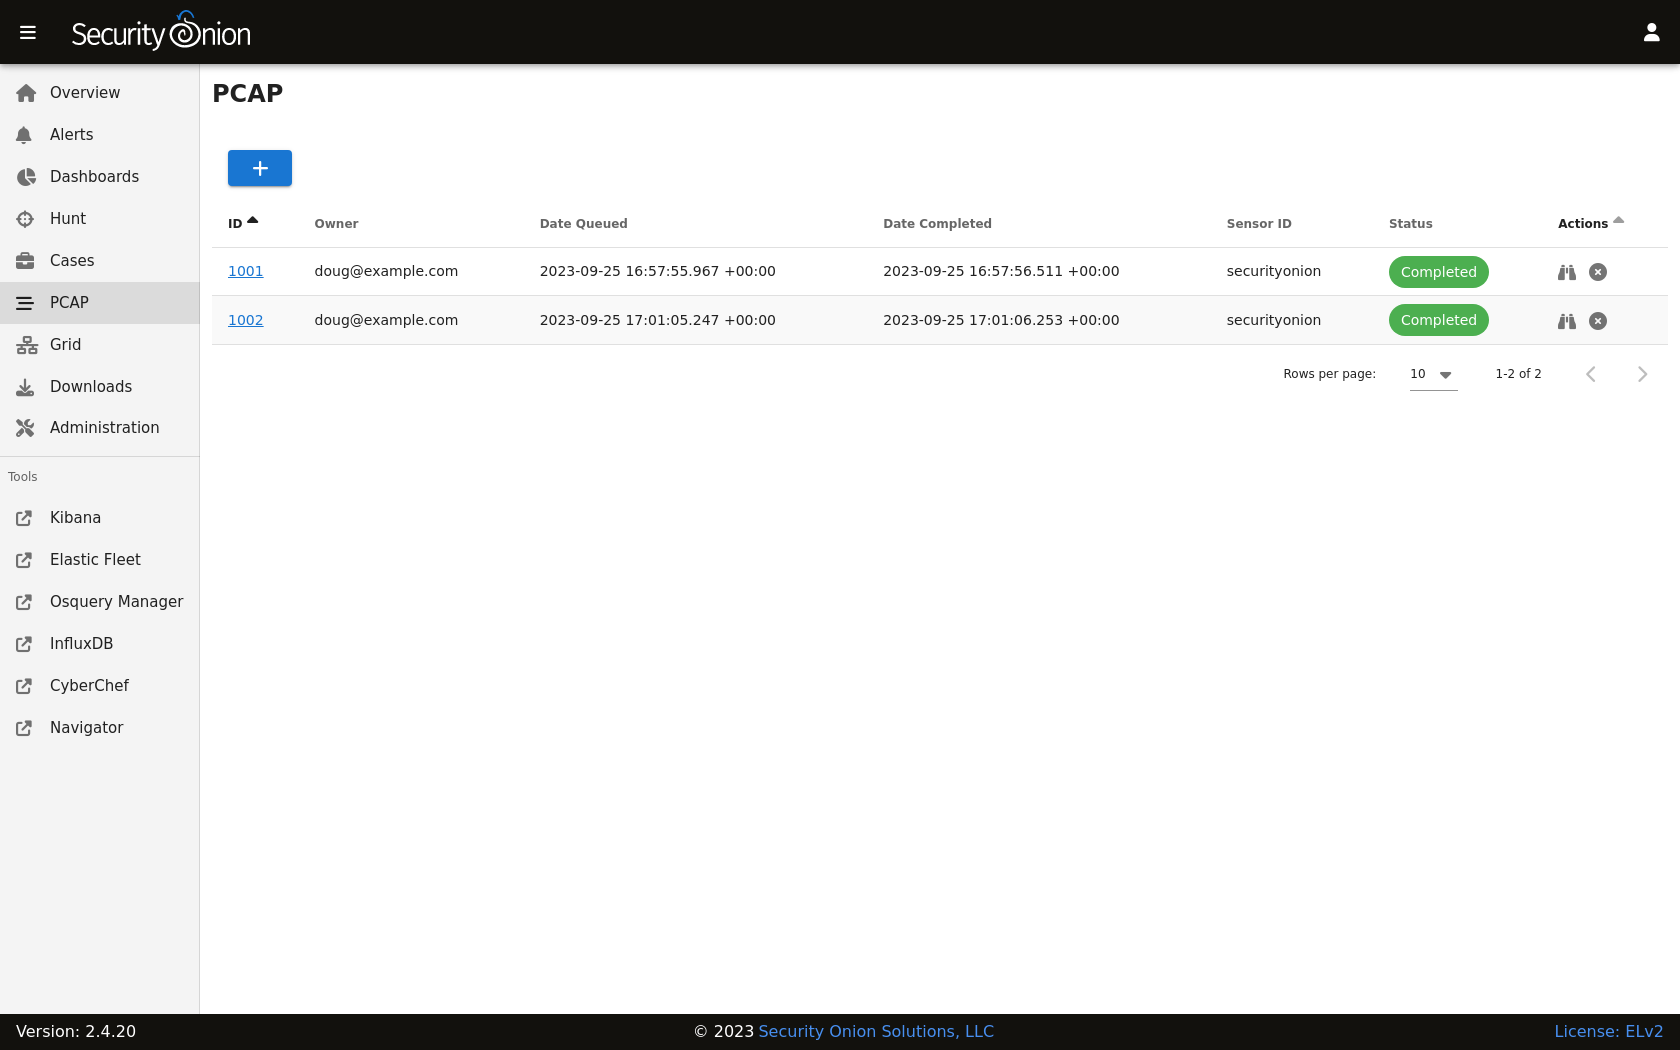 Security Onion
Overview
Alerts
Dashboards
Hunt
Cases
PCAP
Grid
Downloads
Administration
Tools
Kibana
Elastic Fleet
Osquery Manager
InfluxDB
CyberChef
Navigator
PCAP
+
ID Owner Date Queued Date Completed Sensor ID Status Actions
1001 doug@example.com 2023-09-25 16:57:55.967 +00:00 2023-09-25 16:57:56.511 +00:00 securityonion Completed
1002 doug@example.com 2023-09-25 17:01:05.247 +00:00 2023-09-25 17:01:06.253 +00:00 securityonion Completed
Rows per page: 10 1-2 of 2
Version: 2.4.20 © 2023 Security Onion Solutions, LLC License: ELv2